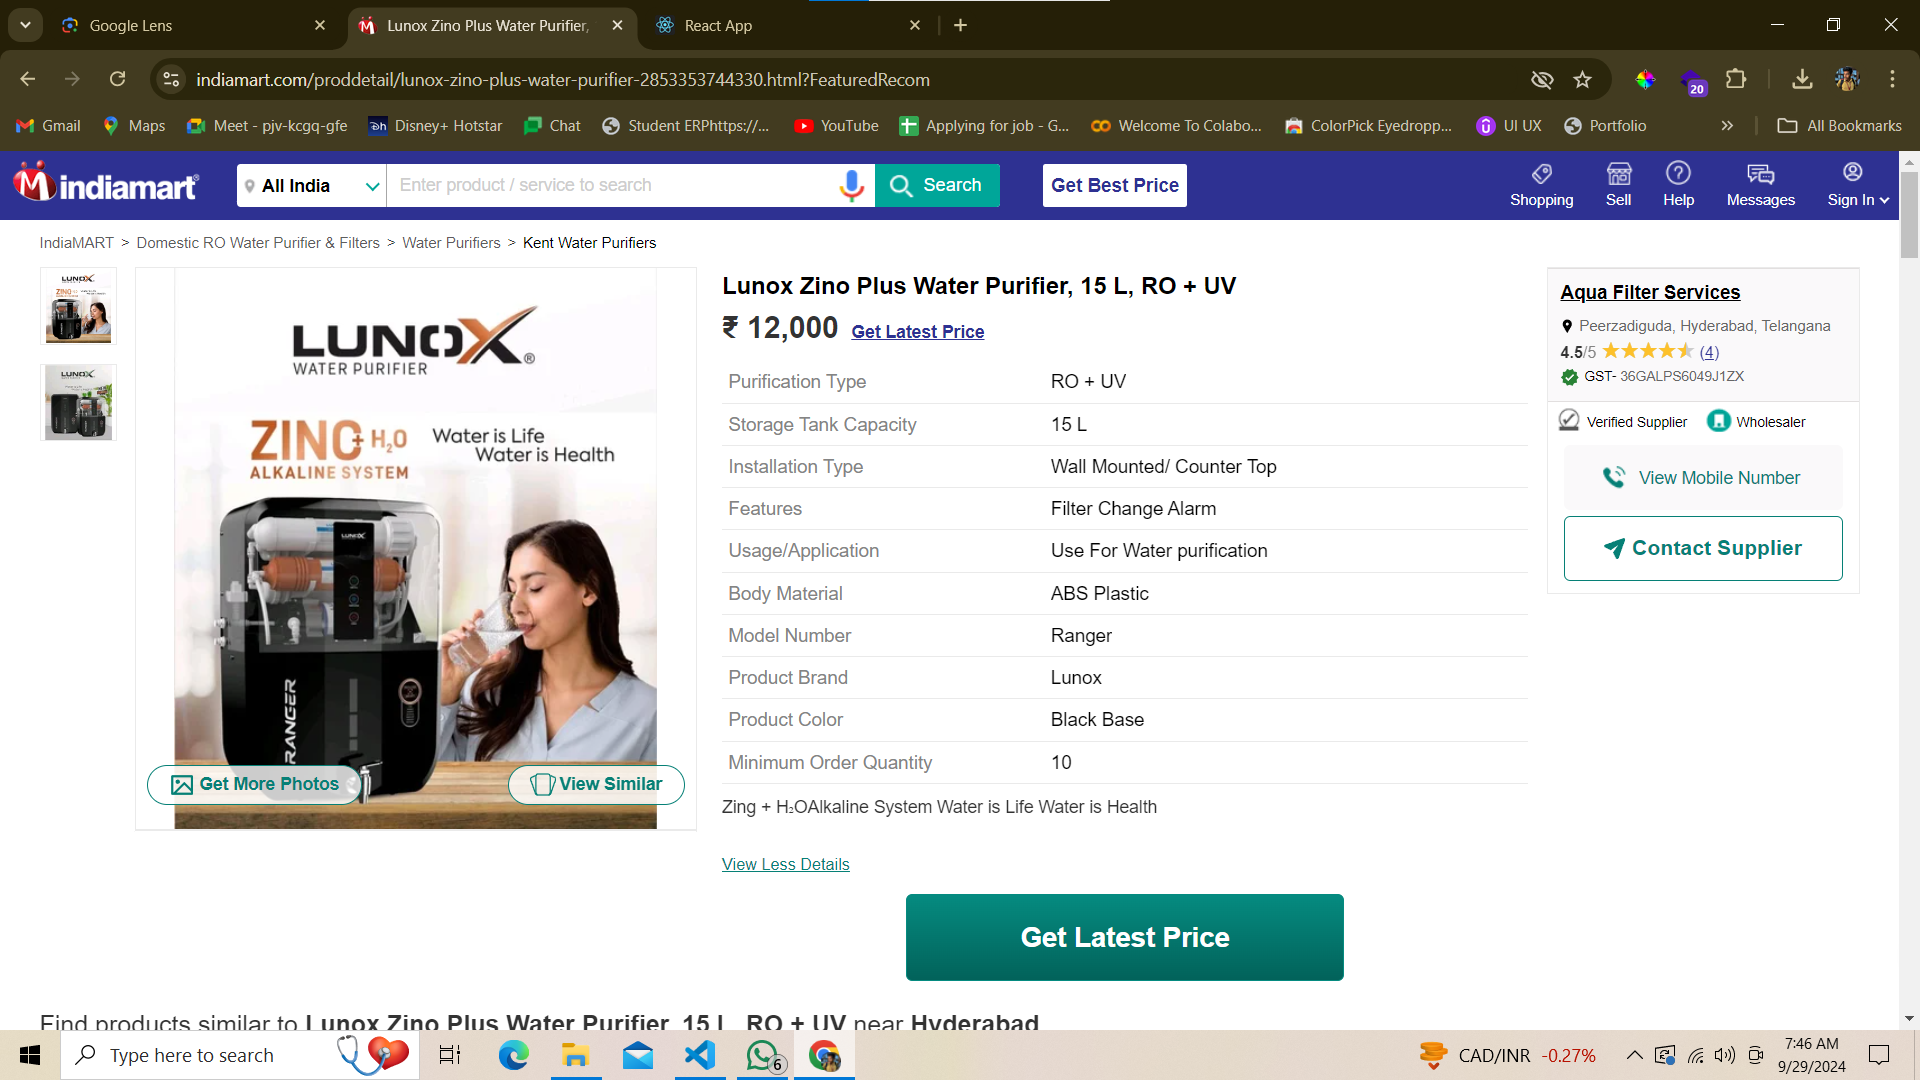 Google Lens
Lunox Zino Plus Water Purifier,
React App
indiamart.com/proddetail/lunox-zino-plus-water-purifier-2853353744330.html?FeaturedRecom
20
Gmail
Maps
Meet - pjv-kcgq-gfe
Disney+ Hotstar
Chat
Student ERPhttps://...
YouTube
Applying for job - G...
Welcome To Colabo...
ColorPick Eyedropp...
UI UX
Portfolio
All Bookmarks
indiamart
All India
Enter product / service to search
Search
Get Best Price
Shopping
Sell
Help
Messages
Sign In
IndiaMART > Domestic RO Water Purifier & Filters > Water Purifiers > Kent Water Purifiers
LUNOX
LUNOX
LUNOX®
WATER PURIFIER
ZINC+ H₂O
ALKALINE SYSTEM
Water is Life
Water is Health
LUNOX
RANGER
Get More Photos
View Similar
Lunox Zino Plus Water Purifier, 15 L, RO + UV
₹ 12,000 Get Latest Price
Purification Type RO + UV
Storage Tank Capacity 15 L
Installation Type Wall Mounted/ Counter Top
Features Filter Change Alarm
Usage/Application Use For Water purification
Body Material ABS Plastic
Model Number Ranger
Product Brand Lunox
Product Color Black Base
Minimum Order Quantity 10
Zing + H₂OAlkaline System Water is Life Water is Health
View Less Details
Get Latest Price
Aqua Filter Services
Peerzadiguda, Hyderabad, Telangana
4.5/5 (4)
GST- 36GALPS6049J1ZX
Verified Supplier
Wholesaler
View Mobile Number
Contact Supplier
Find products similar to Lunox Zino Plus Water Purifier, 15 L, RO + UV near Hyderabad
Type here to search
6
CAD/INR -0.27%
7:46 AM
9/29/2024